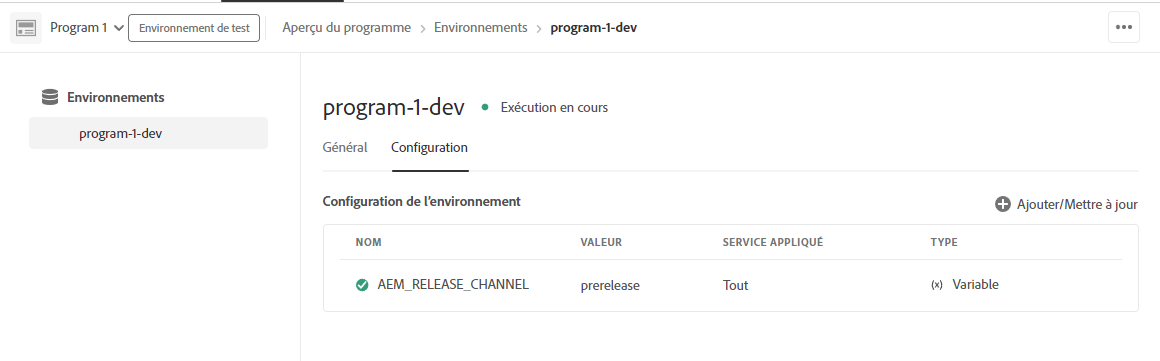 Program 1 Environnement de test Aperçu du programme > Environnements > program-1-dev
Environnements
program-1-dev
program-1-dev Exécution en cours
Général Configuration
Configuration de l'environnement Ajouter/Mettre à jour
NOM VALEUR SERVICE APPLIQUÉ TYPE
AEM_RELEASE_CHANNEL prerelease Tout (x) Variable